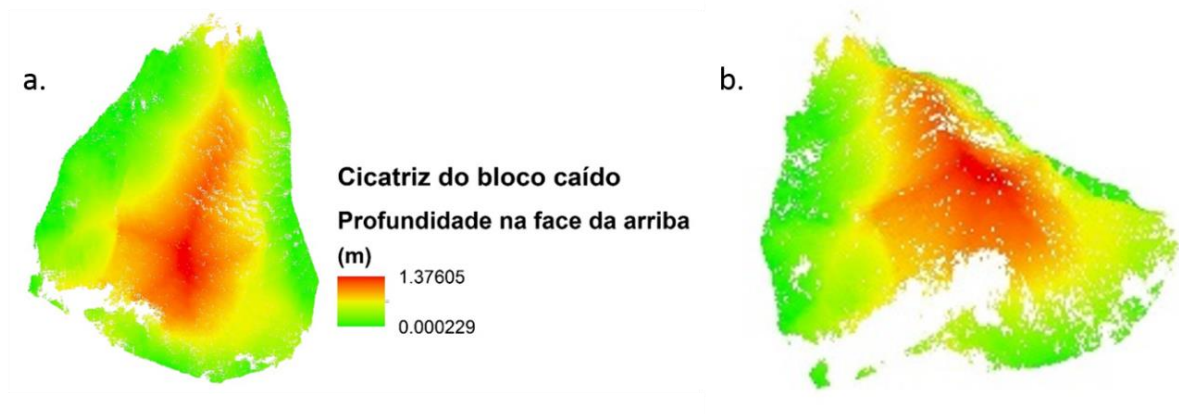 a.
b.
Cicatriz do bloco caído
Profundidade na face da arriba
(m)
1.37605
0.000229